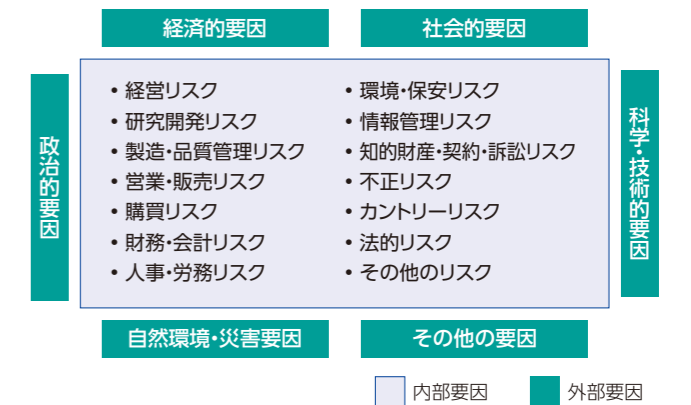 経済的要因
社会的要因
政治的要因
• 経営リスク
• 研究開発リスク
• 製造・品質管理リスク
• 営業・販売リスク
• 購買リスク
• 財務・会計リスク
• 人事・労務リスク
• 環境・保安リスク
• 情報管理リスク
• 知的財産・契約・訴訟リスク
• 不正リスク
• カントリーリスク
• 法的リスク
• その他のリスク
科学・技術的要因
自然環境・災害要因
その他の要因
内部要因
外部要因